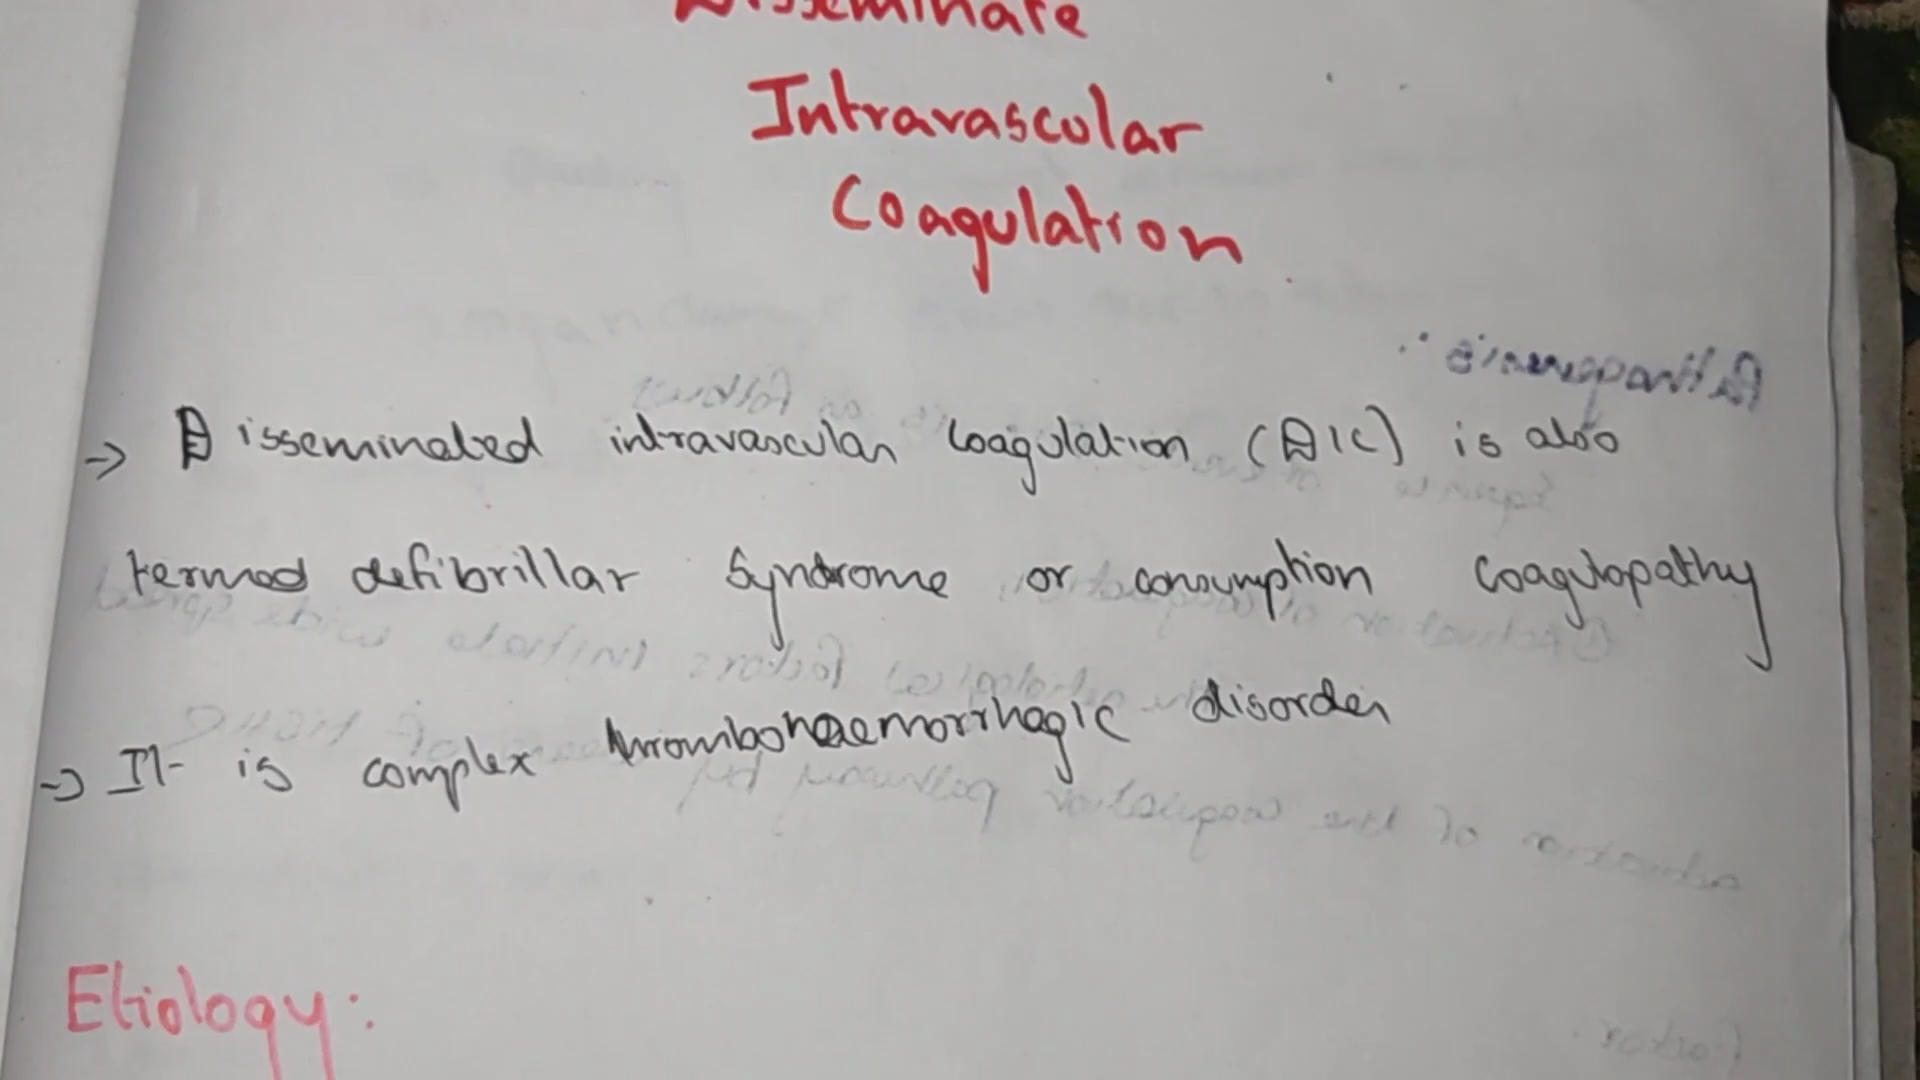 Disseminate
Intravascular
Coagulation
→ Disseminated intravascular coagulation (DIC) is also
termed defibrillar syndrome or consumption coagulopathy
→ It is complex thrombohaemorrhagic disorder
Etiology: